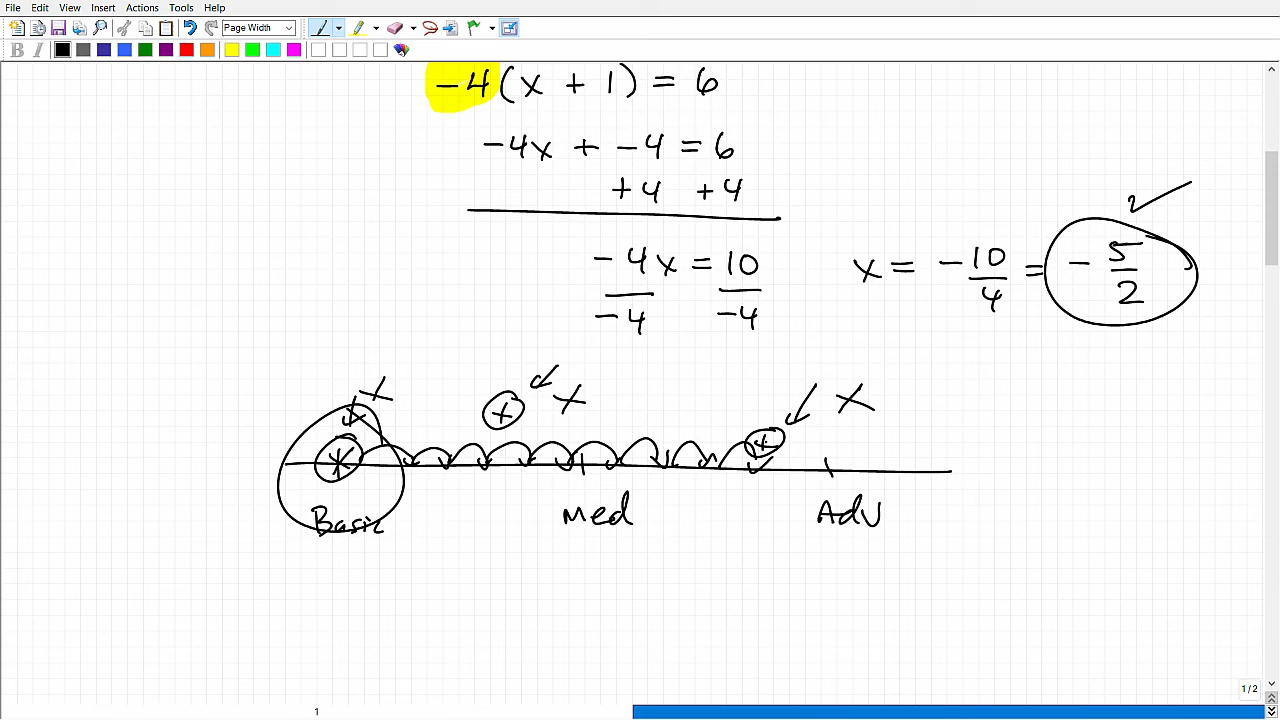 File Edit View Insert Actions Tools Help
Page Width
B I
-4(x + 1) = 6
-4x + -4 = 6
+4 +4
-4x = 10
-4 -4
x = -10/4 = -5/2
x x x
x x x
Basic Med Adv
1/2
1